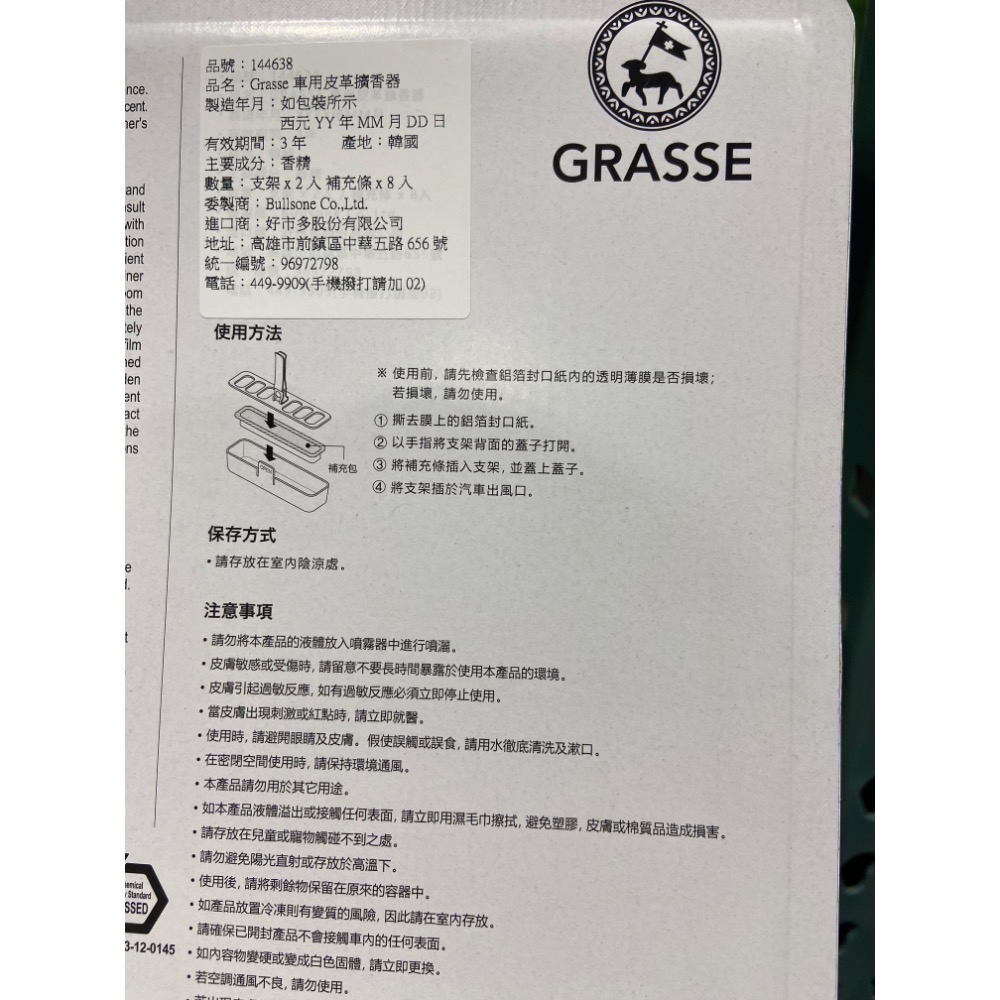 nce.
cent.
ner's
and
sult
with
tion
ient
ner
om
the
tely
film
ned
len
ent
act
he
ns
e
d.
t
emical
Standard
SSED
3-12-0145
品號：144638
品名：Grasse 車用皮革擴香器
製造年月：如包裝所示
西元 YY 年 MM 月 DD 日
有效期間：3 年 產地：韓國
主要成分：香精
數量：支架 x 2 入 補充條 x 8 入
委製商：Bullsone Co.,Ltd.
進口商：好市多股份有限公司
地址：高雄市前鎮區中華五路 656 號
統一編號：96972798
電話：449-9909(手機撥打請加 02)
GRASSE
使用方法
補充包
OPEN
※ 使用前, 請先檢查鋁箔封口紙內的透明薄膜是否損壞；
若損壞, 請勿使用。
① 撕去膜上的鋁箔封口紙。
② 以手指將支架背面的蓋子打開。
③ 將補充條插入支架, 並蓋上蓋子。
④ 將支架插於汽車出風口。
保存方式
・請存放在室內陰涼處。
注意事項
・請勿將本產品的液體放入噴霧器中進行噴灑。
・皮膚敏感或受傷時, 請留意不要長時間暴露於使用本產品的環境。
・皮膚引起過敏反應, 如有過敏反應必須立即停止使用。
・當皮膚出現刺激或紅點時, 請立即就醫。
・使用時, 請避開眼睛及皮膚。假使誤觸或誤食, 請用水徹底清洗及漱口。
・在密閉空間使用時, 請保持環境通風。
・本產品請勿用於其它用途。
・如本產品液體溢出或接觸任何表面, 請立即用濕毛巾擦拭, 避免塑膠, 皮膚或棉質品造成損害。
・請存放在兒童或寵物觸碰不到之處。
・請勿避免陽光直射或存放於高溫下。
・使用後, 請將剩餘物保留在原來的容器中。
・如產品放置冷凍則有變質的風險, 因此請在室內存放。
・請確保已開封產品不會接觸車內的任何表面。
・如內容物變硬或變成白色固體, 請立即更換。
・若空調通風不良, 請勿使用。